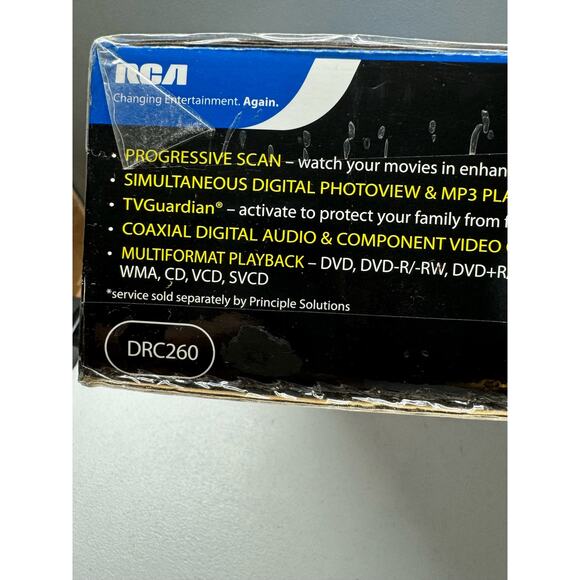 RCA
Changing Entertainment. Again.
• PROGRESSIVE SCAN – watch your movies in enhan
• SIMULTANEOUS DIGITAL PHOTOVIEW & MP3 PLA
• TVGuardian® – activate to protect your family from f
• COAXIAL DIGITAL AUDIO & COMPONENT VIDEO
• MULTIFORMAT PLAYBACK – DVD, DVD-R/-RW, DVD+R
WMA, CD, VCD, SVCD
*service sold separately by Principle Solutions
DRC260